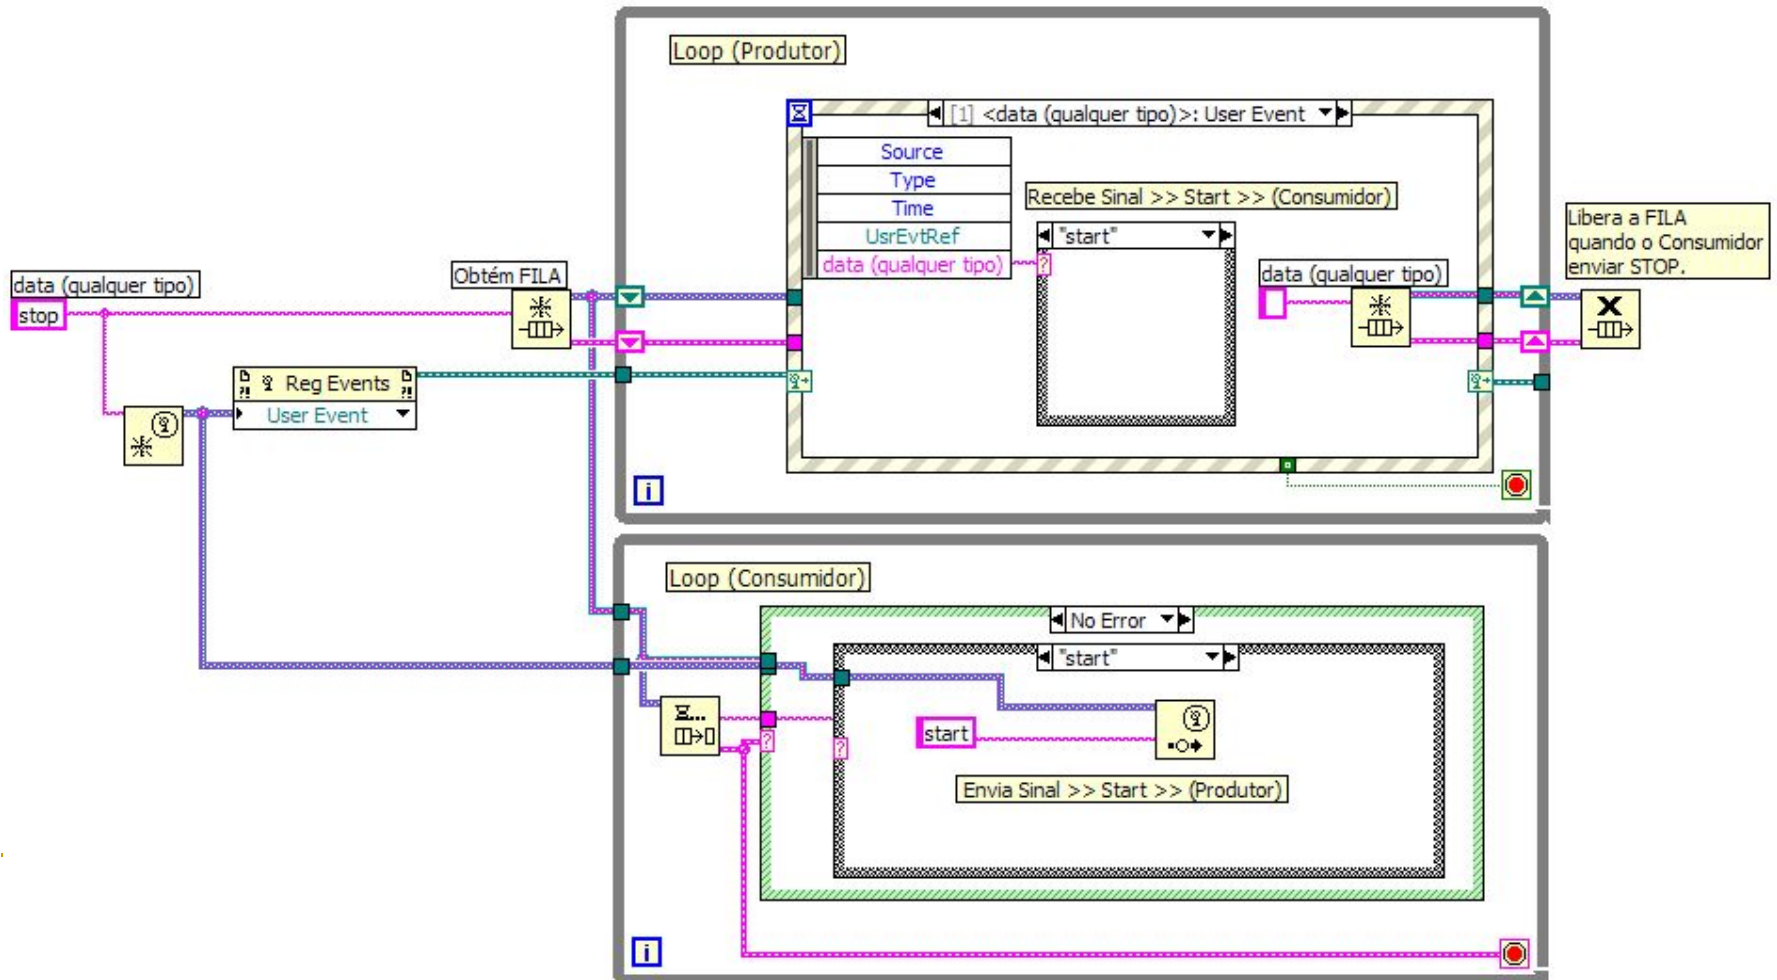 Loop (Produtor)
[1] <data (qualquer tipo)>: User Event
Source
Type
Time
UsrEvtRef
data (qualquer tipo)
Recebe Sinal >> Start >> (Consumidor)
"start"
data (qualquer tipo)
Libera a FILA
quando o Consumidor
enviar STOP.
data (qualquer tipo)
stop
Obtém FILA
Reg Events
User Event
i
Loop (Consumidor)
No Error
"start"
start
Envia Sinal >> Start >> (Produtor)
i